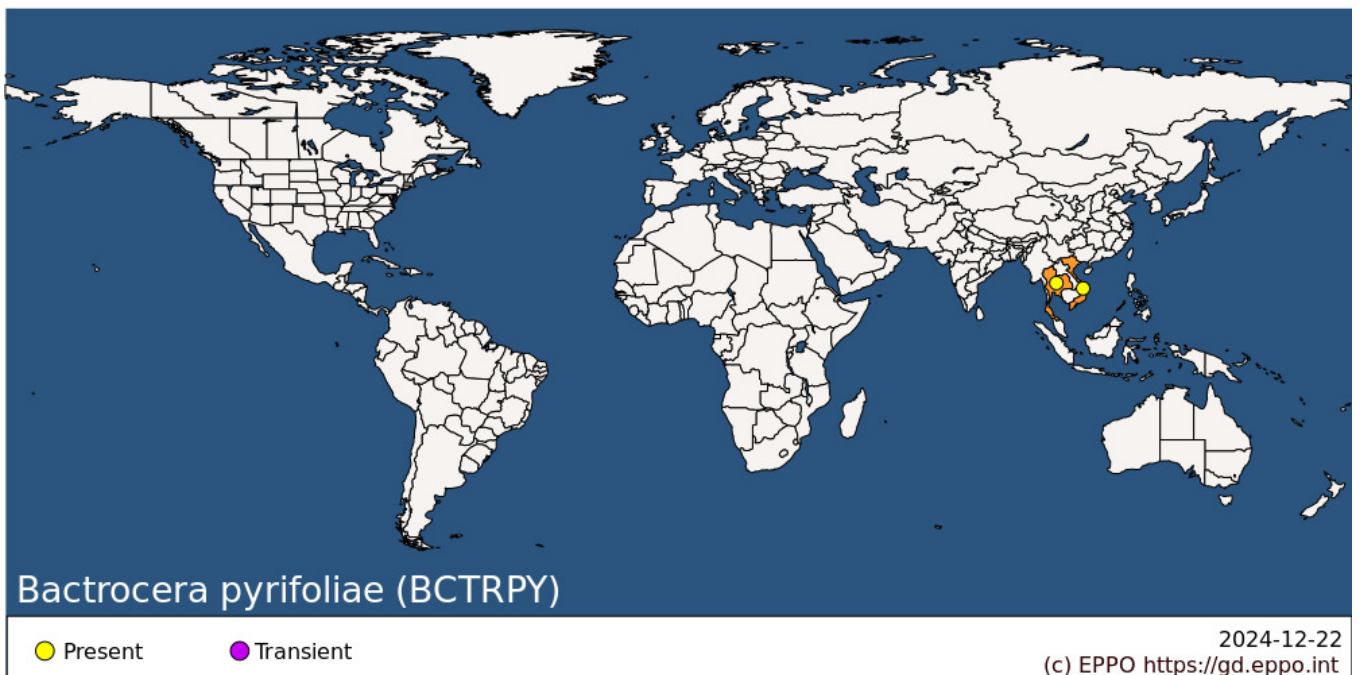 Bactrocera pyrifoliae (BCTRPY)
Present
Transient
2024-12-22
(c) EPPO https://gd.eppo.int